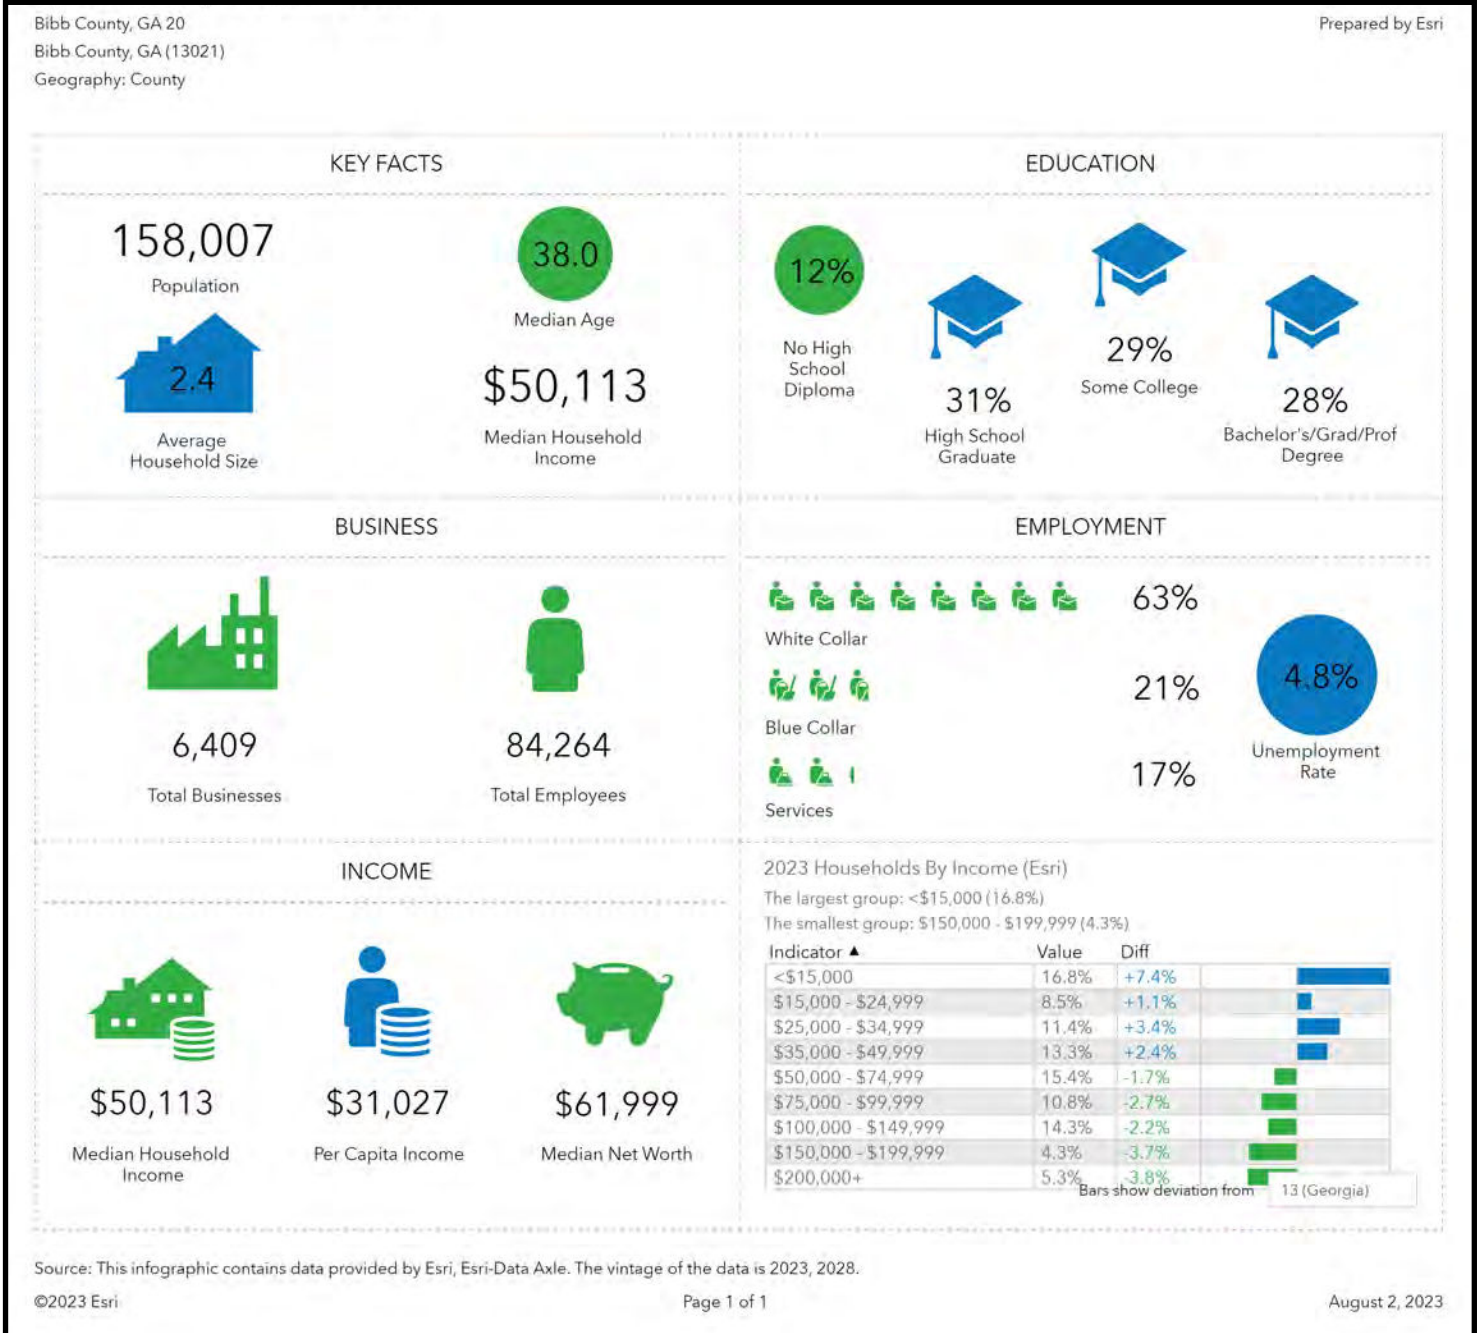 Bibb County, GA 20
Prepared by Esri
Bibb County, GA (13021)
Geography: County
KEY FACTS
158,007
Population
38.0
Median Age
2.4
Average
Household Size
$50,113
Median Household
Income
EDUCATION
12%
No High
School
Diploma
31%
High School
Graduate
29%
Some College
28%
Bachelor's/Grad/Prof
Degree
BUSINESS
6,409
Total Businesses
84,264
Total Employees
EMPLOYMENT
63%
White Collar
21%
Blue Collar
17%
Services
4.8%
Unemployment
Rate
INCOME
$50,113
Median Household
Income
$31,027
Per Capita Income
$61,999
Median Net Worth
2023 Households By Income (Esri)
The largest group: <$15,000 (16.8%)
The smallest group: $150,000 - $199,999 (4.3%)
Indicator ▲ Value Diff
<$15,000 16.8% +7.4%
$15,000 - $24,999 8.5% +1.1%
$25,000 - $34,999 11.4% +3.4%
$35,000 - $49,999 13.3% +2.4%
$50,000 - $74,999 15.4% -1.7%
$75,000 - $99,999 10.8% -2.7%
$100,000 - $149,999 14.3% -2.2%
$150,000 - $199,999 4.3% -3.7%
$200,000+ 5.3% -3.8%
Bars show deviation from 13 (Georgia)
Source: This infographic contains data provided by Esri, Esri-Data Axle. The vintage of the data is 2023, 2028.
©2023 Esri
Page 1 of 1
August 2, 2023